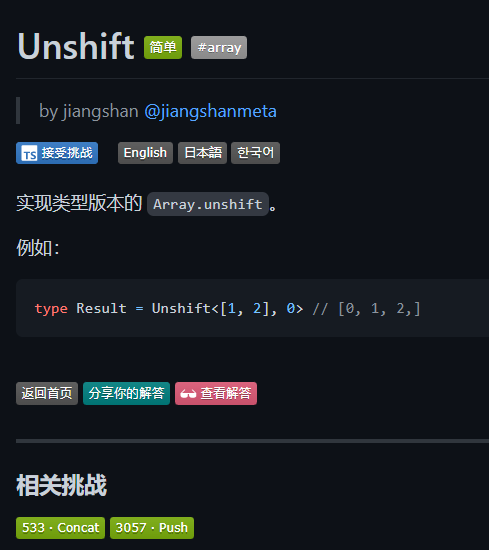 Unshift 简单 #array
by jiangshan @jiangshanmeta
TS 接受挑战 English 日本語 한국어
实现类型版本的 Array.unshift。
例如：
type Result = Unshift<[1, 2], 0> // [0, 1, 2,]
返回首页 分享你的解答 查看解答
相关挑战
533・Concat 3057・Push